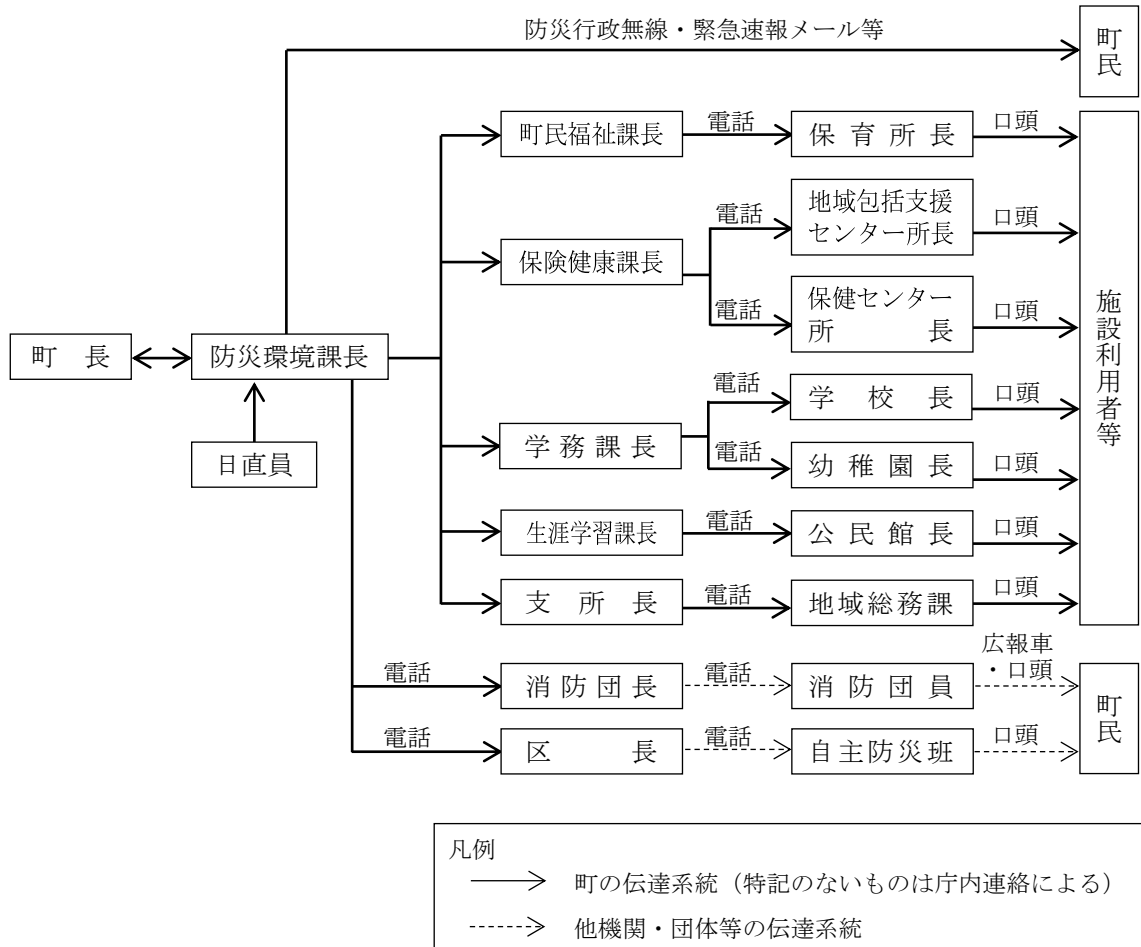 防災行政無線・緊急速報メール等
町民
町民福祉課長
電話
保育所長
口頭
保険健康課長
電話
地域包括支援
センター所長
口頭
電話
保健センター
所長
口頭
施設利用者等
町長
防災環境課長
日直員
学務課長
電話
学校長
口頭
電話
幼稚園長
口頭
生涯学習課長
電話
公民館長
口頭
支所長
電話
地域総務課
口頭
電話
消防団長
電話
消防団員
広報車
・口頭
電話
区長
電話
自主防災班
口頭
町民
凡例
町の伝達系統（特記のないものは庁内連絡による）
他機関・団体等の伝達系統